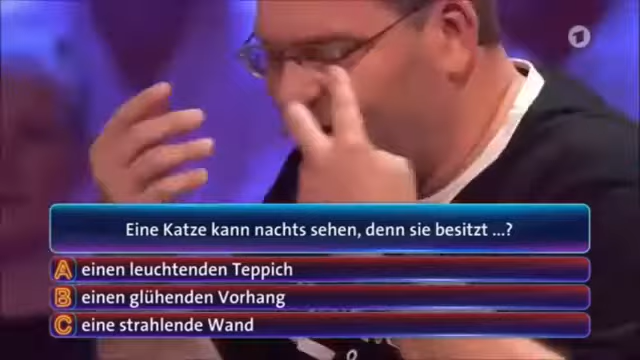 Eine Katze kann nachts sehen, denn sie besitzt ...?
A einen leuchtenden Teppich
B einen glühenden Vorhang
C eine strahlende Wand